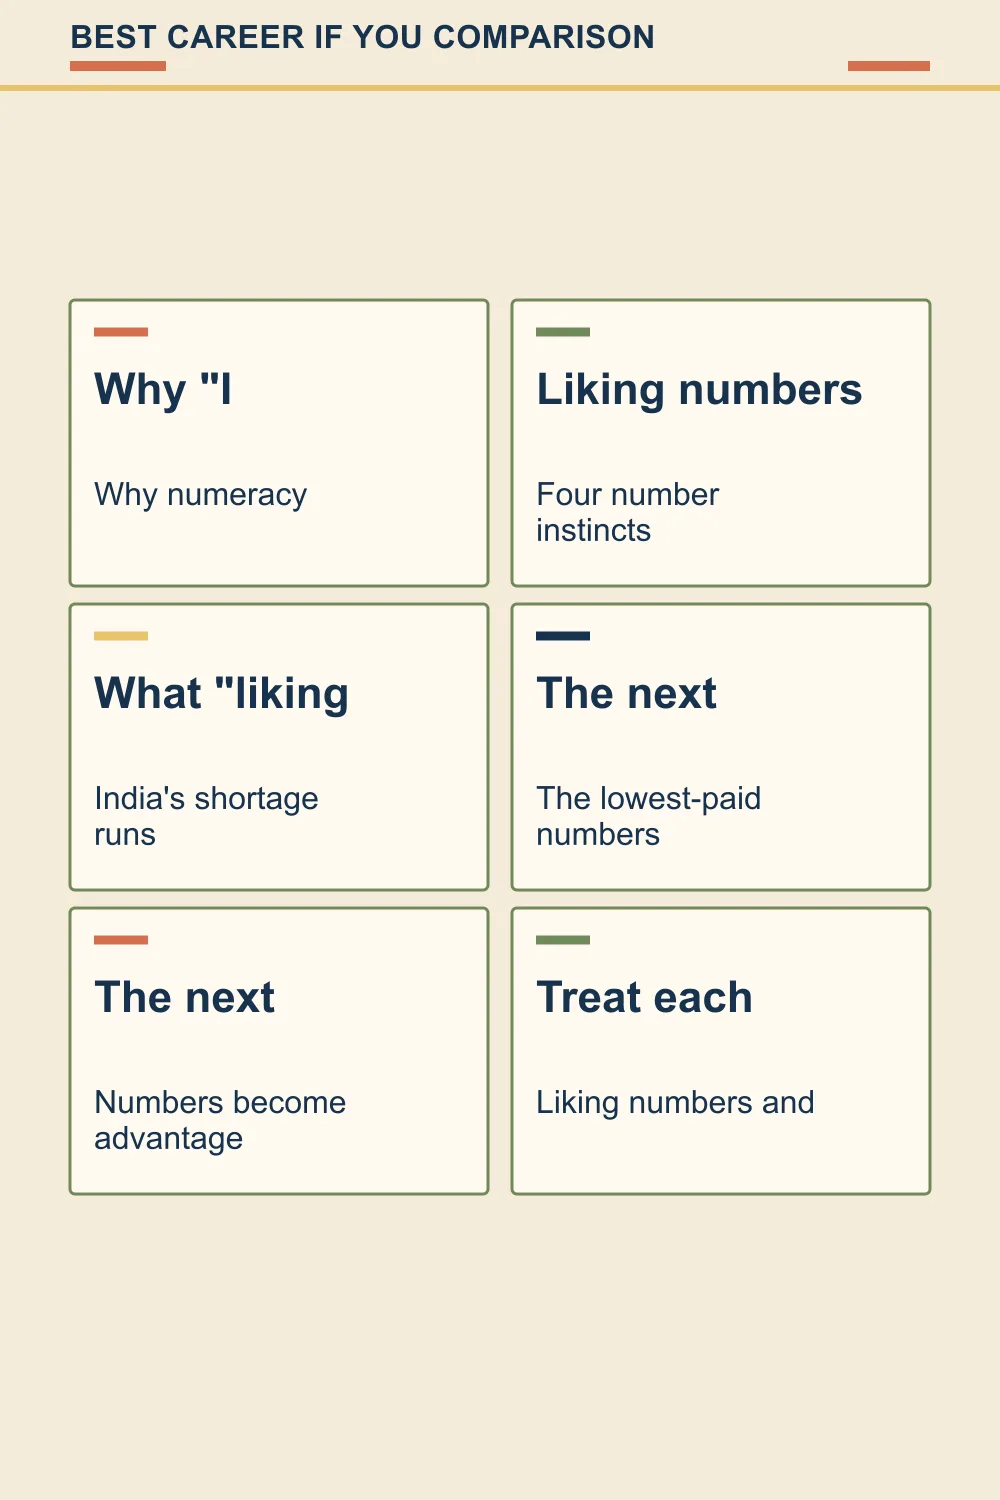 BEST CAREER IF YOU COMPARISON
Why "I
Why numeracy
Liking numbers
Four number
instincts
What "liking
India's shortage
runs
The next
The lowest-paid
numbers
The next
Numbers become
advantage
Treat each
Liking numbers and